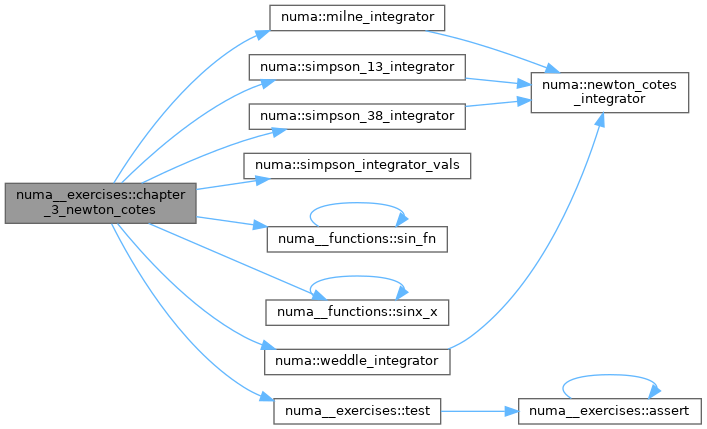 numa::milne_integrator
numa::simpson_13_integrator
numa::newton_cotes
_integrator
numa::simpson_38_integrator
numa::simpson_integrator_vals
numa__exercises::chapter
_3_newton_cotes
numa__functions::sin_fn
numa__functions::sinx_x
numa::weddle_integrator
numa__exercises::test
numa__exercises::assert